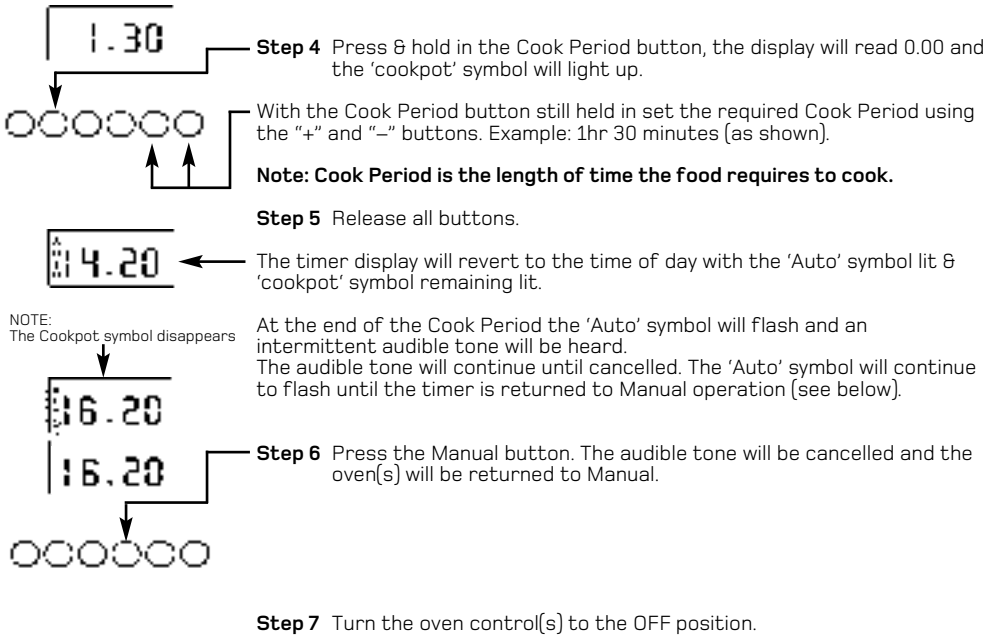 1.30
Step 4 Press & hold in the Cook Period button, the display will read 0.00 and
the ‘cookpot’ symbol will light up.
With the Cook Period button still held in set the required Cook Period using
the “+” and “–” buttons. Example: 1hr 30 minutes (as shown).
Note: Cook Period is the length of time the food requires to cook.
Step 5 Release all buttons.
14.20
The timer display will revert to the time of day with the ‘Auto’ symbol lit &
‘cookpot‘ symbol remaining lit.
NOTE:
The Cookpot symbol disappears
At the end of the Cook Period the ‘Auto’ symbol will flash and an
intermittent audible tone will be heard.
The audible tone will continue until cancelled. The ‘Auto’ symbol will continue
to flash until the timer is returned to Manual operation (see below).
16.20
16.20
Step 6 Press the Manual button. The audible tone will be cancelled and the
oven(s) will be returned to Manual.
Step 7 Turn the oven control(s) to the OFF position.